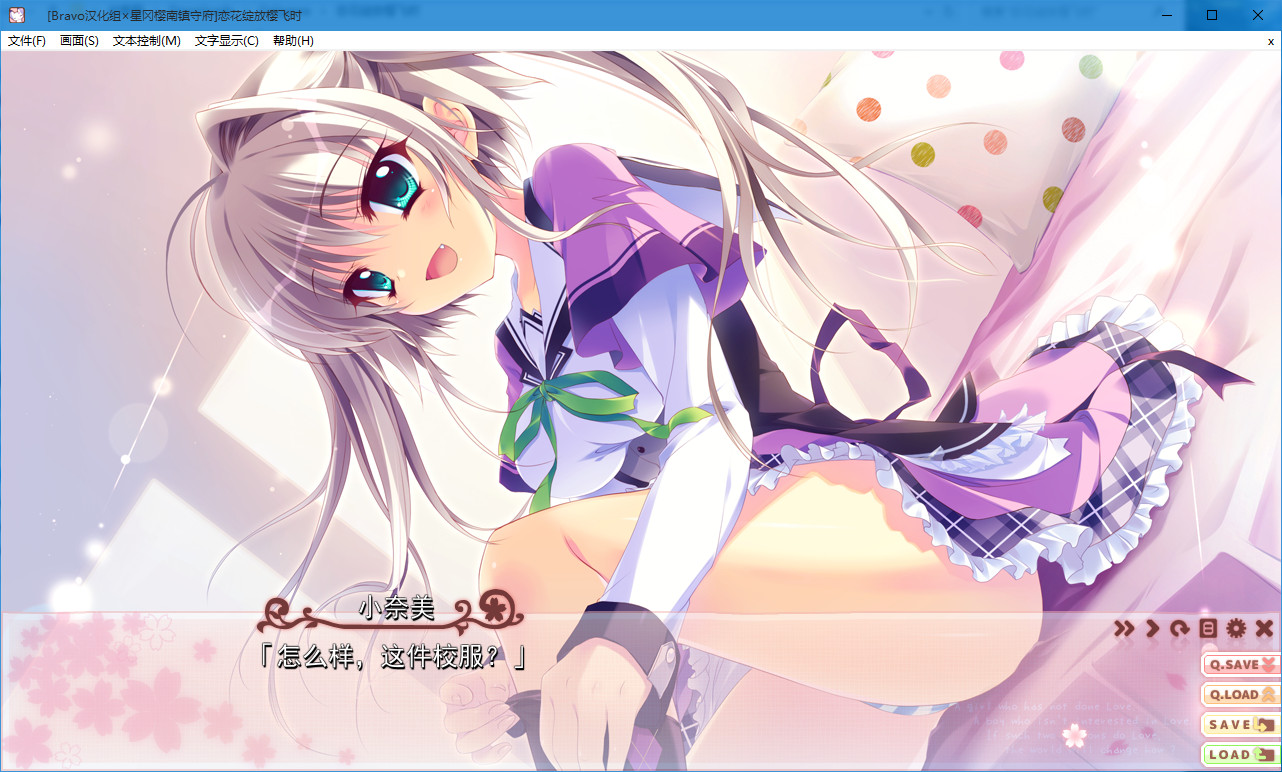 [Bravo汉化组×星冈樱南镇守府]恋花绽放樱飞时
文件(F) 画面(S) 文本控制(M) 文字显示(C) 帮助(H) x
小奈美
「怎么样，这件校服？」
Q.SAVE
Q.LOAD
SAVE
LOAD